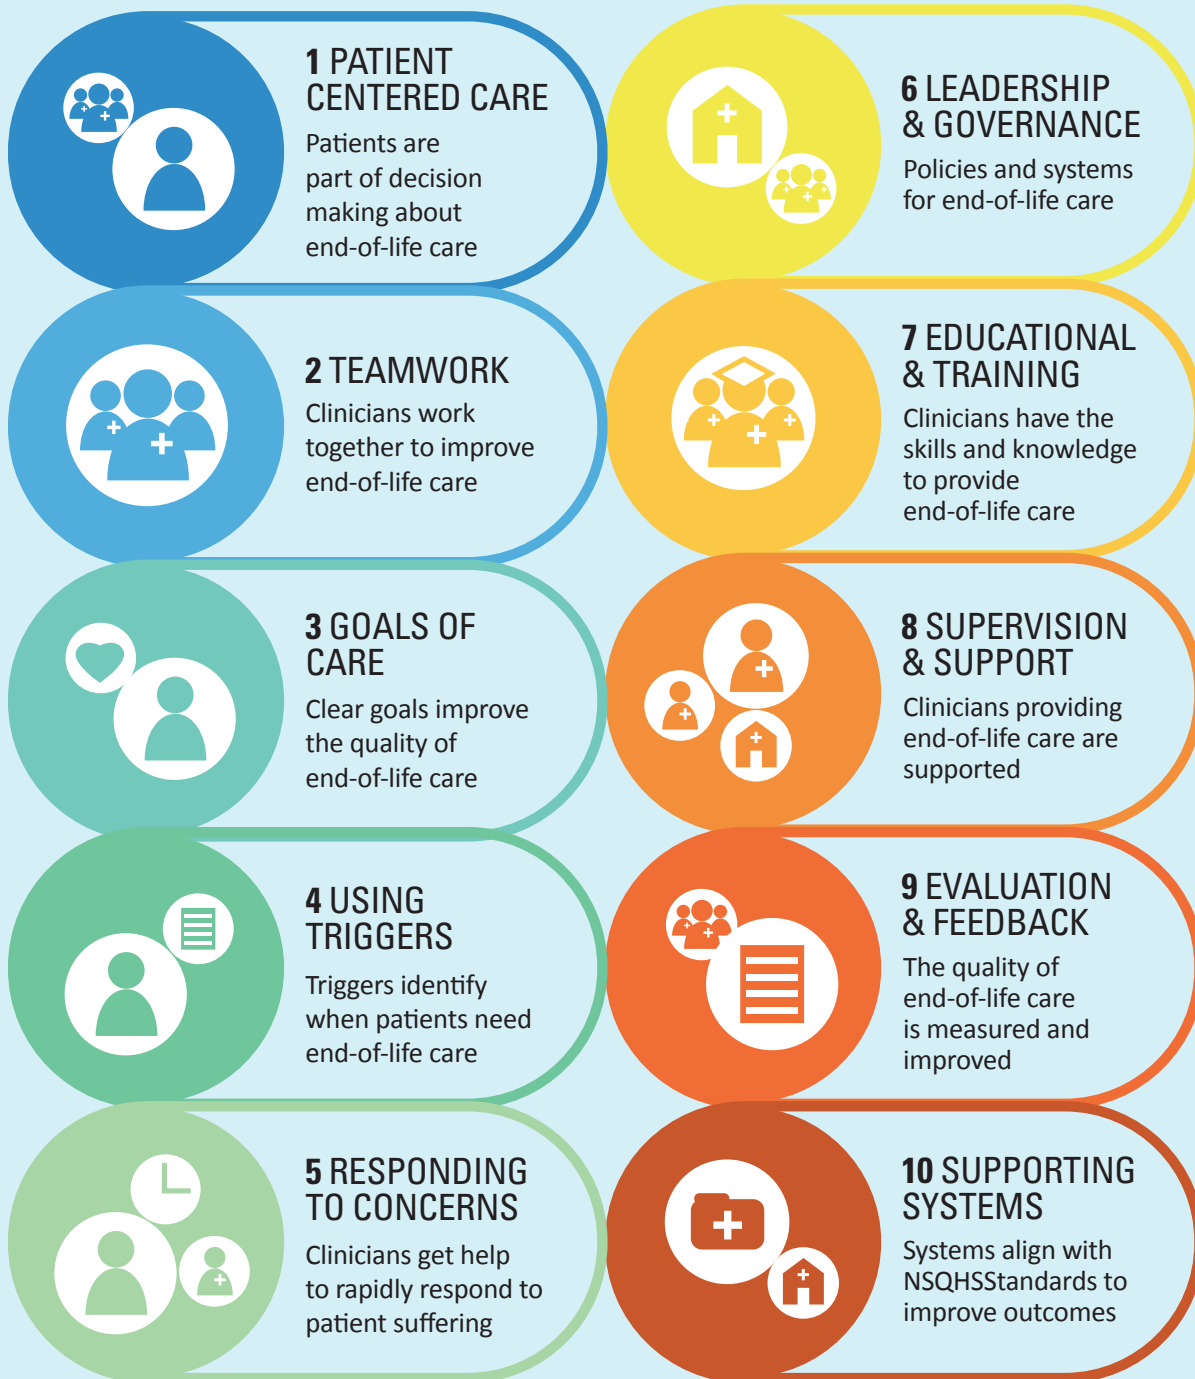 1 PATIENT
CENTERED CARE
Patients are
part of decision
making about
end-of-life care
2 TEAMWORK
Clinicians work
together to improve
end-of-life care
3 GOALS OF
CARE
Clear goals improve
the quality of
end-of-life care
4 USING
TRIGGERS
Triggers identify
when patients need
end-of-life care
5 RESPONDING
TO CONCERNS
Clinicians get help
to rapidly respond to
patient suffering
6 LEADERSHIP
& GOVERNANCE
Policies and systems
for end-of-life care
7 EDUCATIONAL
& TRAINING
Clinicians have the
skills and knowledge
to provide
end-of-life care
8 SUPERVISION
& SUPPORT
Clinicians providing
end-of-life care are
supported
9 EVALUATION
& FEEDBACK
The quality of
end-of-life care
is measured and
improved
10 SUPPORTING
SYSTEMS
Systems align with
NSQHSStandards to
improve outcomes